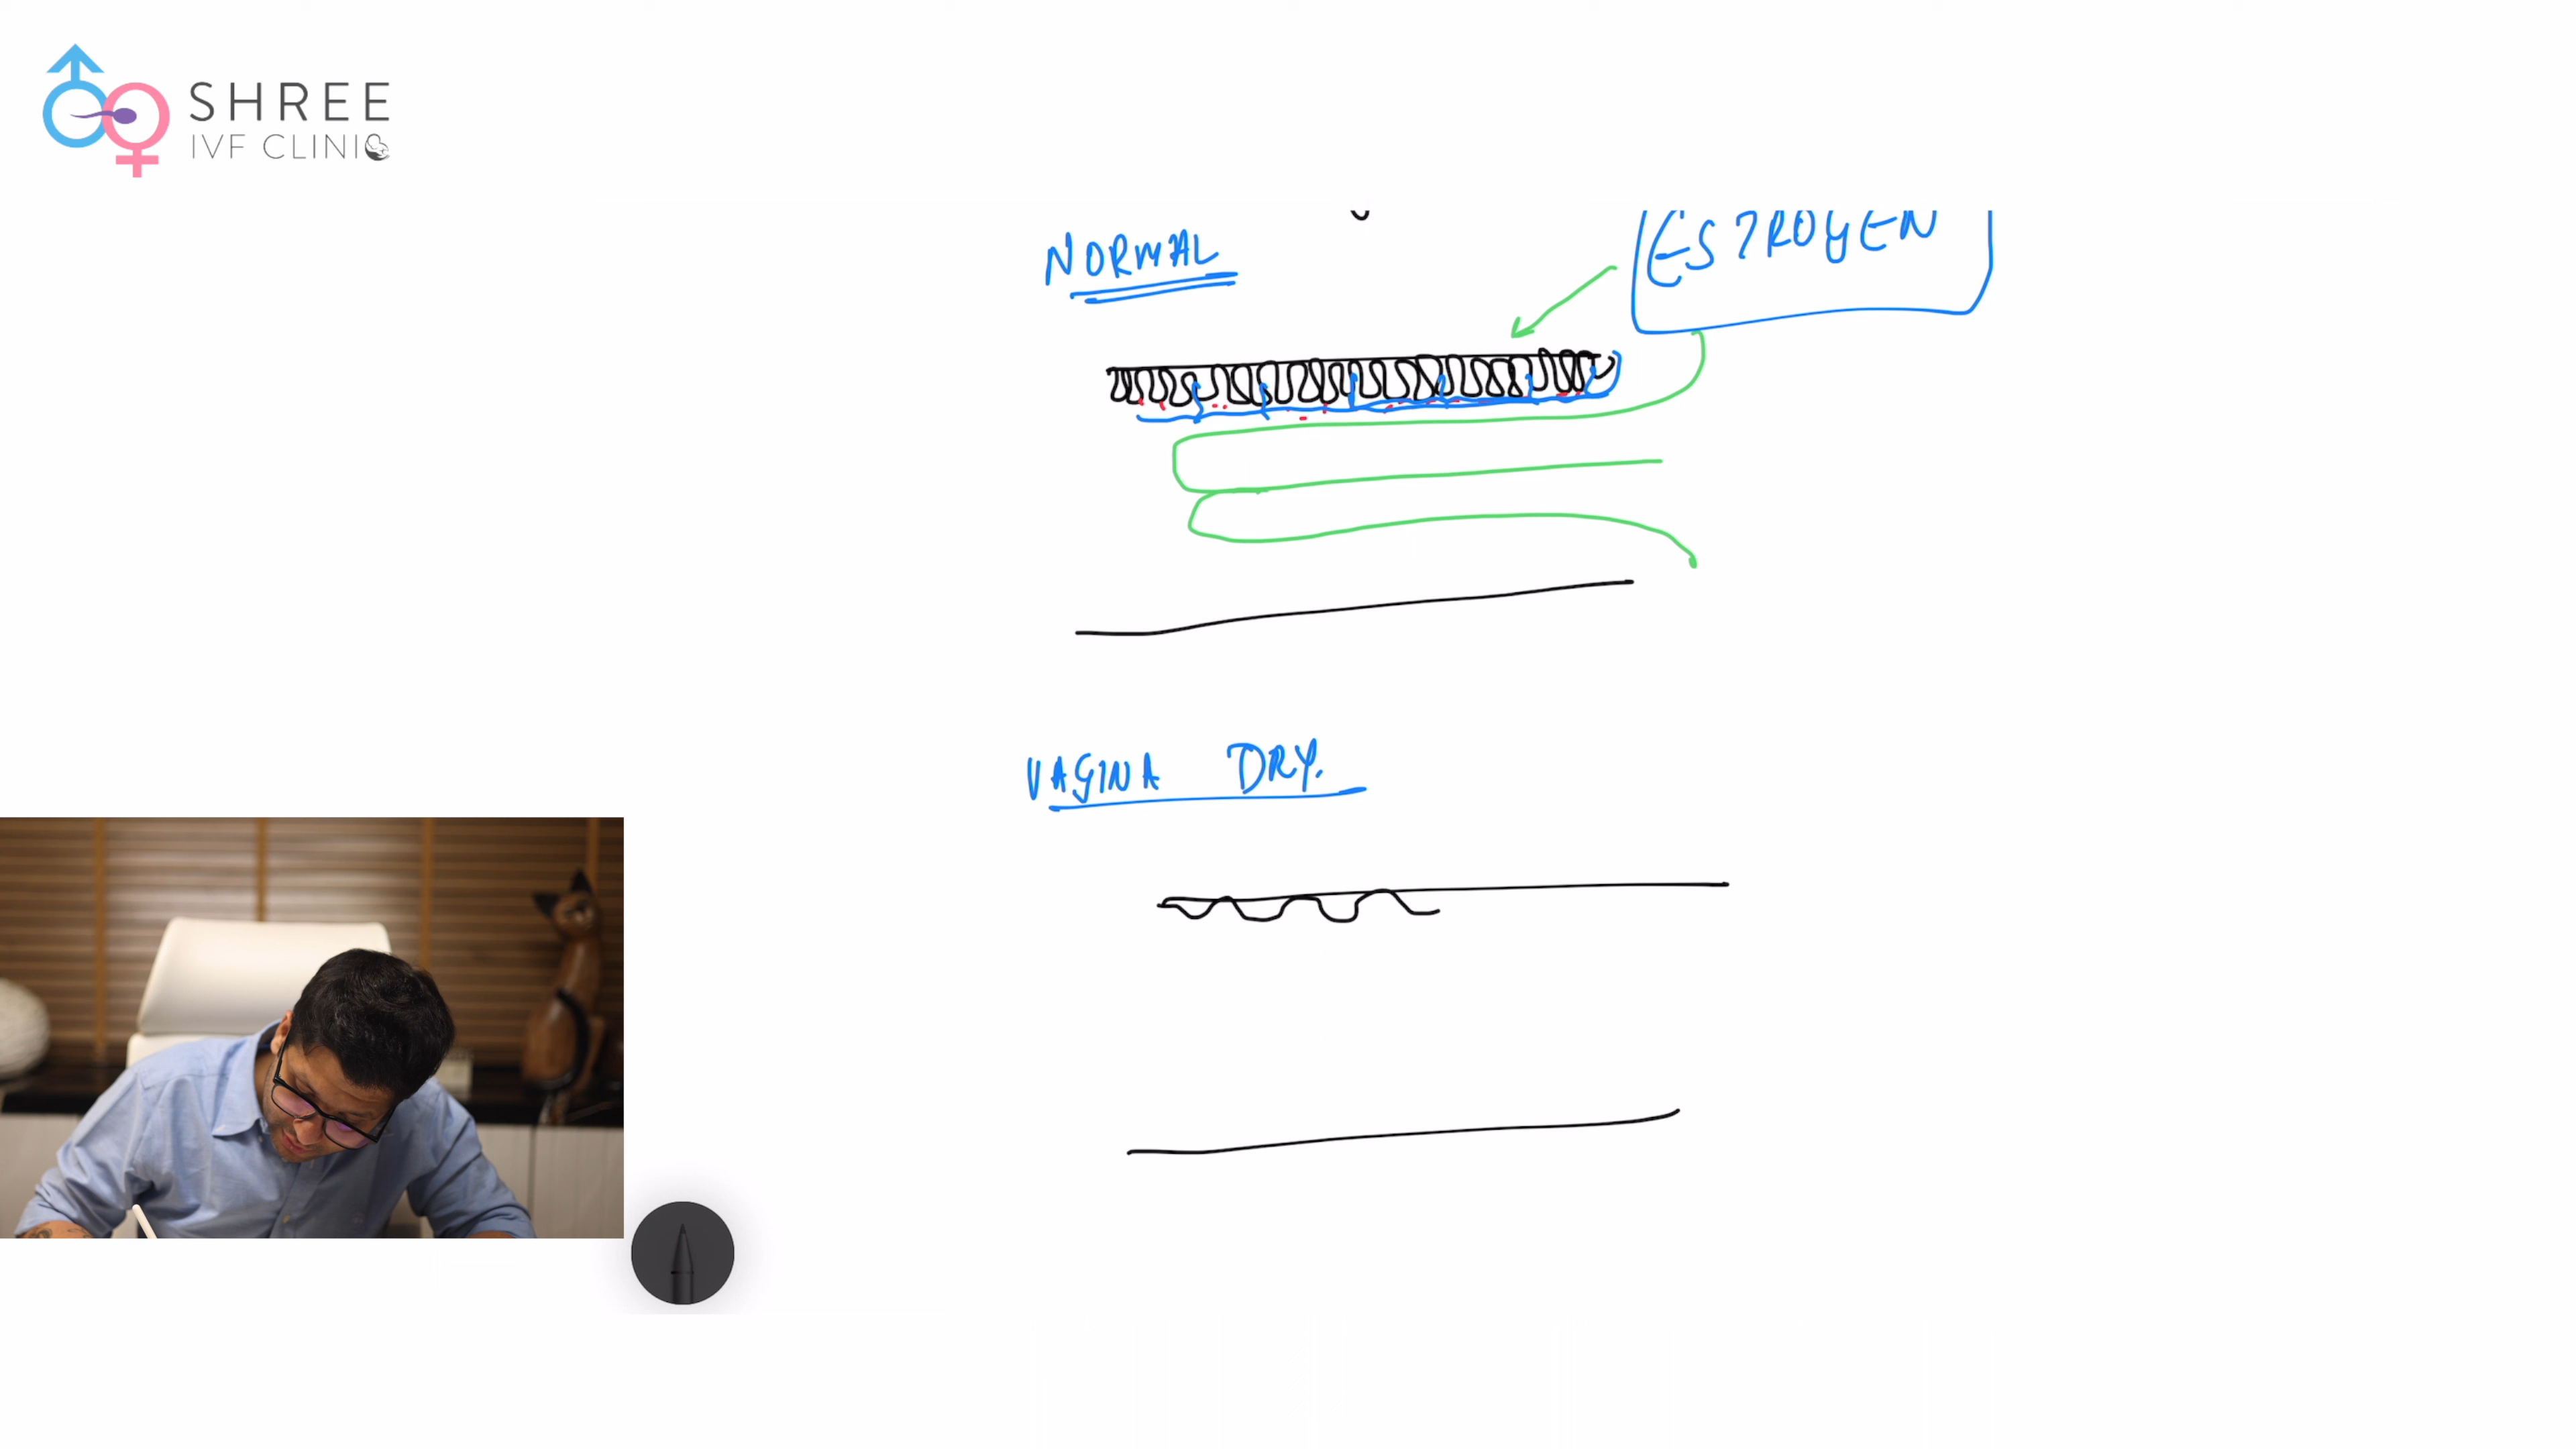 SHREE
IVF CLINIC
ESTROGEN
NORMAL
VAGINA DRY.